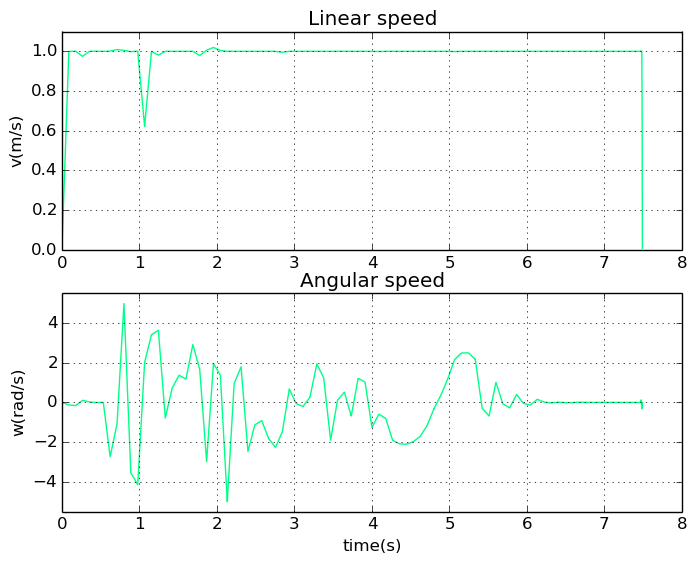 Linear speed
v(m/s)
1.0
0.8
0.6
0.4
0.2
0.0
0 1 2 3 4 5 6 7 8
Angular speed
w(rad/s)
4
2
0
−2
−4
0 1 2 3 4 5 6 7 8
time(s)